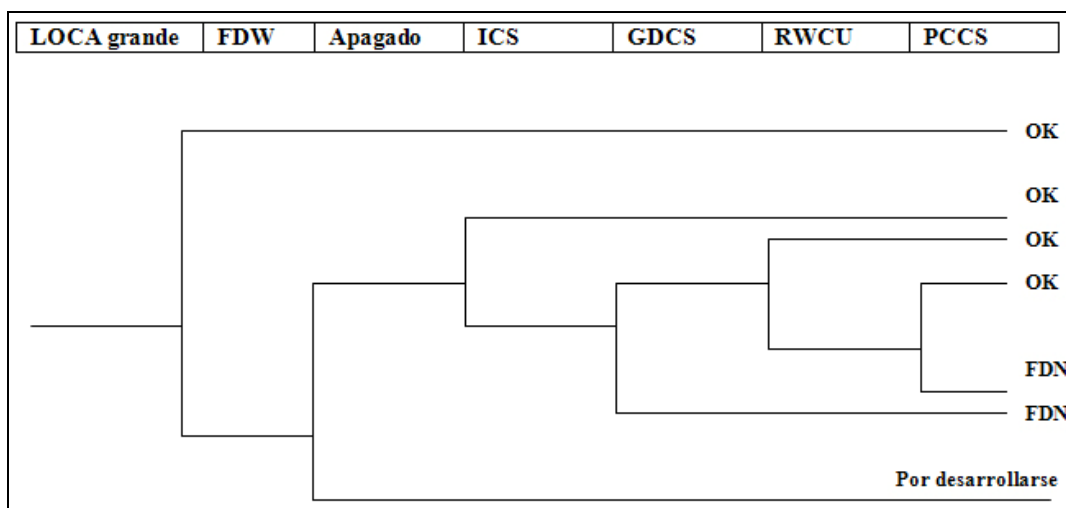 LOCA grande FDW Apagado ICS GDCS RWCU PCCS
OK
OK
OK
OK
FDN
FDN
Por desarrollarse